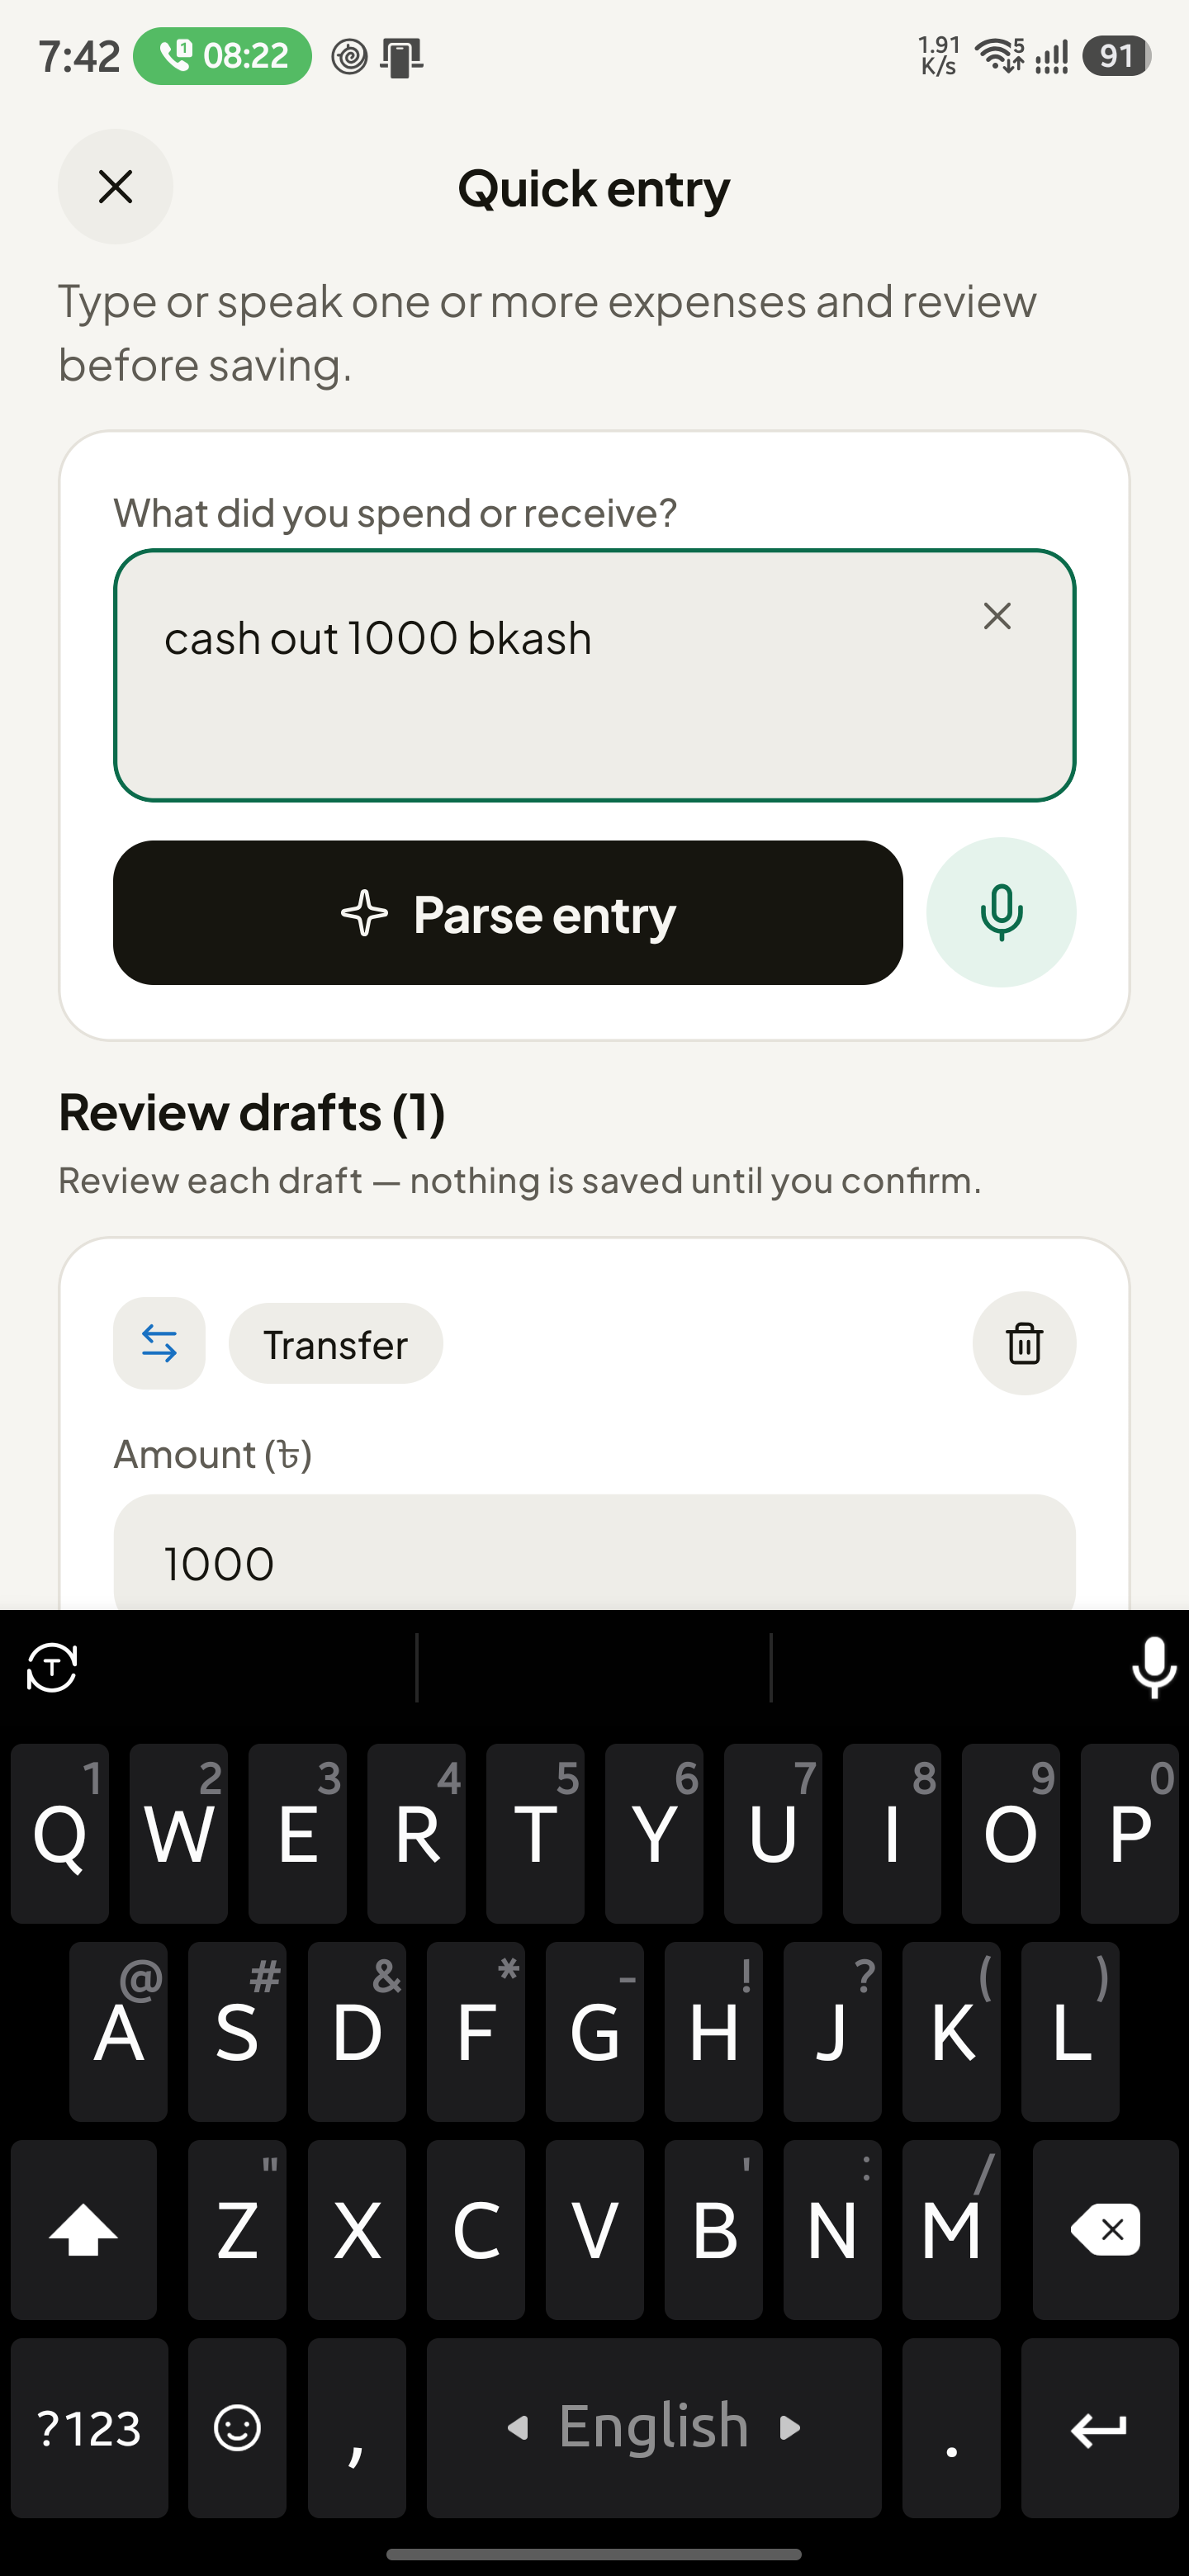 7:42 1 08:22 1.91 K/s 5 91
Quick entry
Type or speak one or more expenses and review
before saving.
What did you spend or receive?
cash out 1000 bkash
Parse entry
Review drafts (1)
Review each draft — nothing is saved until you confirm.
Transfer
Amount (৳)
1000
T
1 2 3 4 5 6 7 8 9 0
Q W E R T Y U I O P
@ # & * - ! ? ( )
A S D F G H J K L
" ' : /
Z X C V B N M
?123 , English .